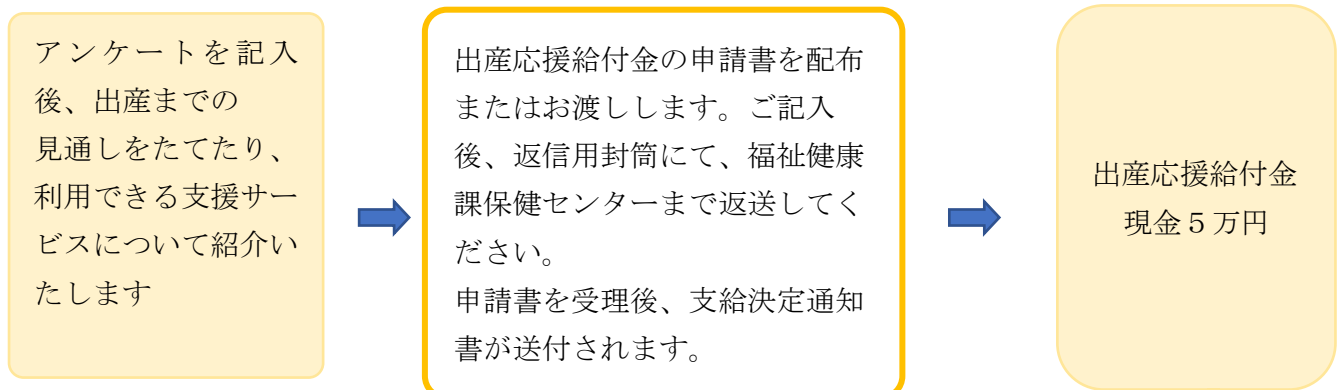 アンケートを記入
後、出産までの
見通しをたてたり、
利用できる支援サー
ビスについて紹介い
たします
出産応援給付金の申請書を配布
またはお渡しします。ご記入
後、返信用封筒にて、福祉健康
課保健センターまで返送してく
ださい。
申請書を受理後、支給決定通知
書が送付されます。
出産応援給付金
現金５万円